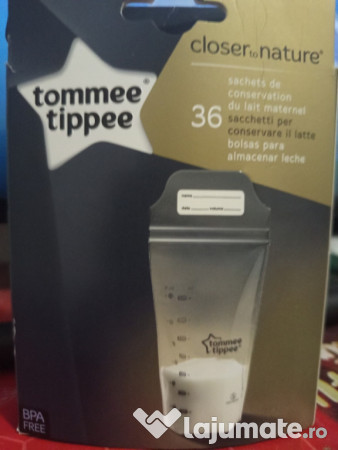 closer to nature®
tommee
tippee
36
sachets de
conservation
du lait maternel
sacchetti per
conservare il latte
bolsas para
almacenar leche
tommee
tippee
BPA
FREE
lajumate.ro